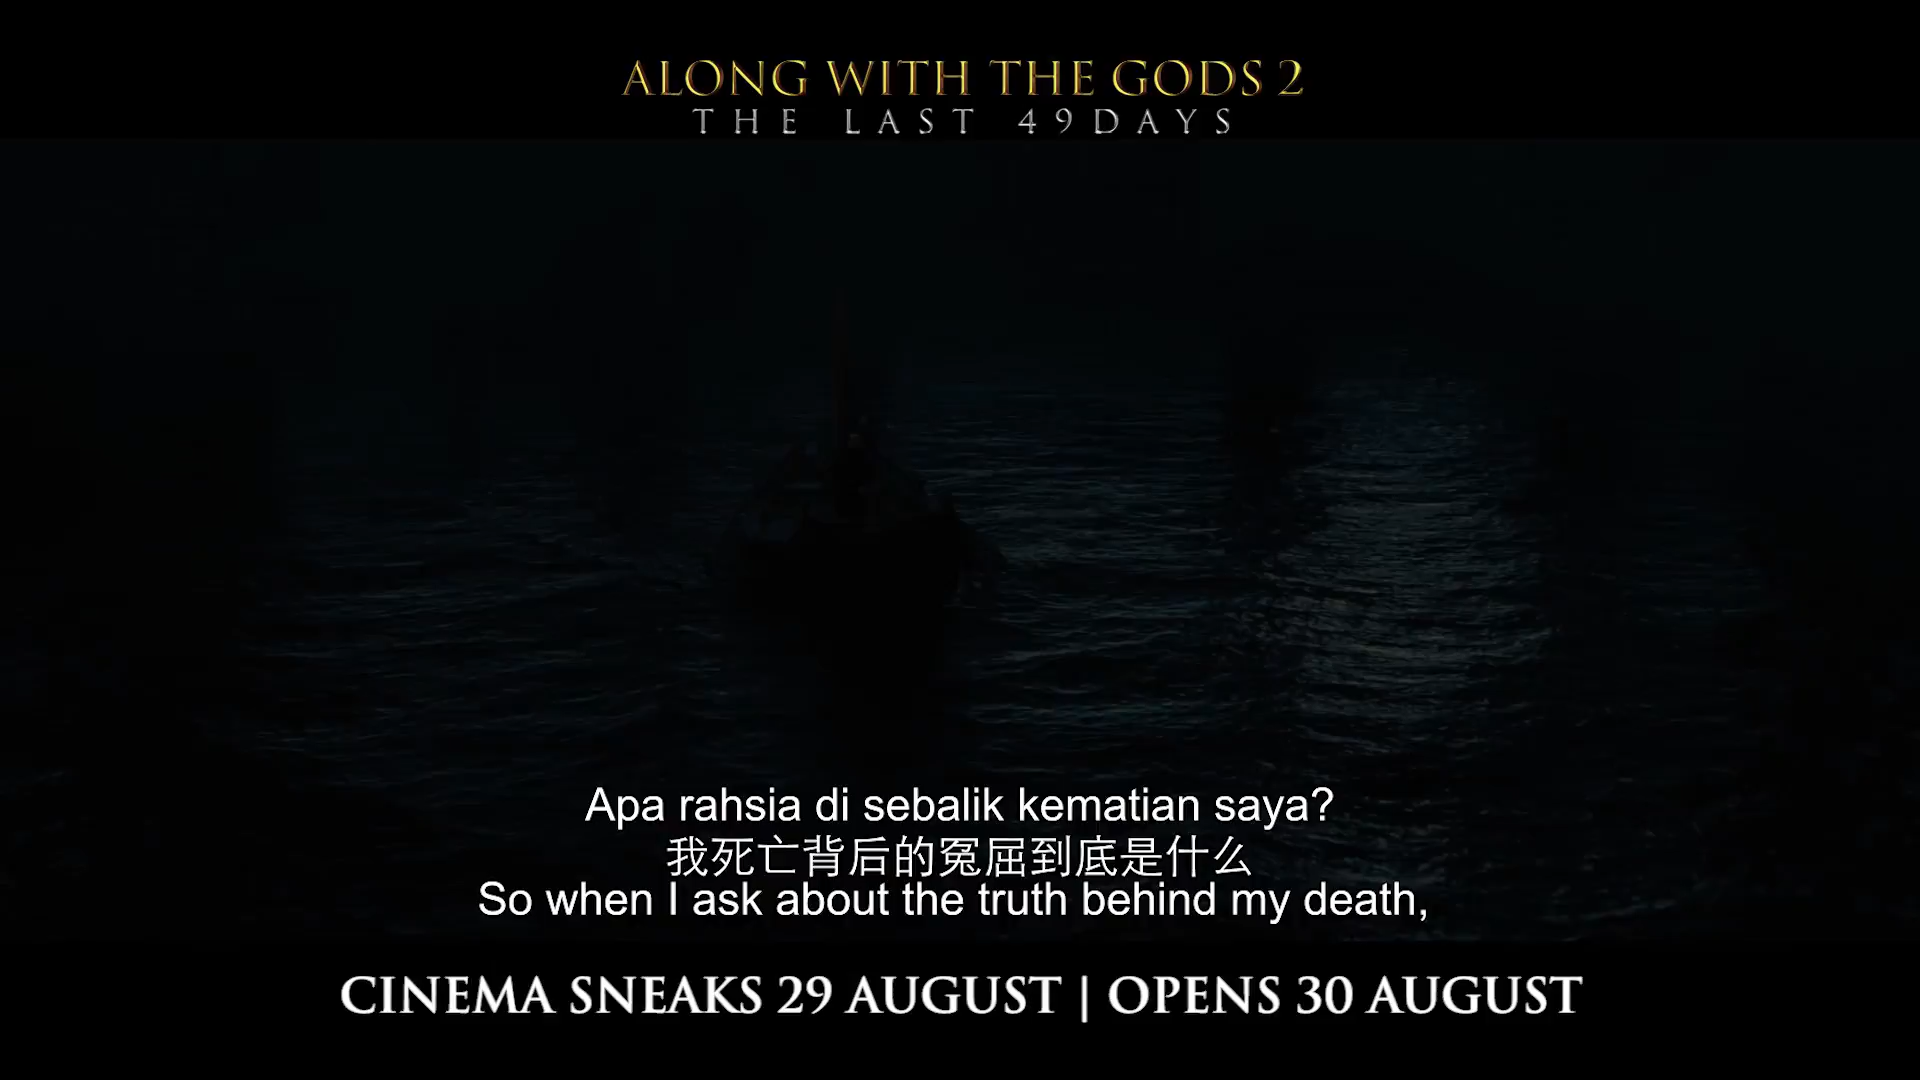 ALONG WITH THE GODS 2
THE LAST 49DAYS
Apa rahsia di sebalik kematian saya?
我死亡背后的冤屈到底是什么
So when I ask about the truth behind my death,
CINEMA SNEAKS 29 AUGUST | OPENS 30 AUGUST